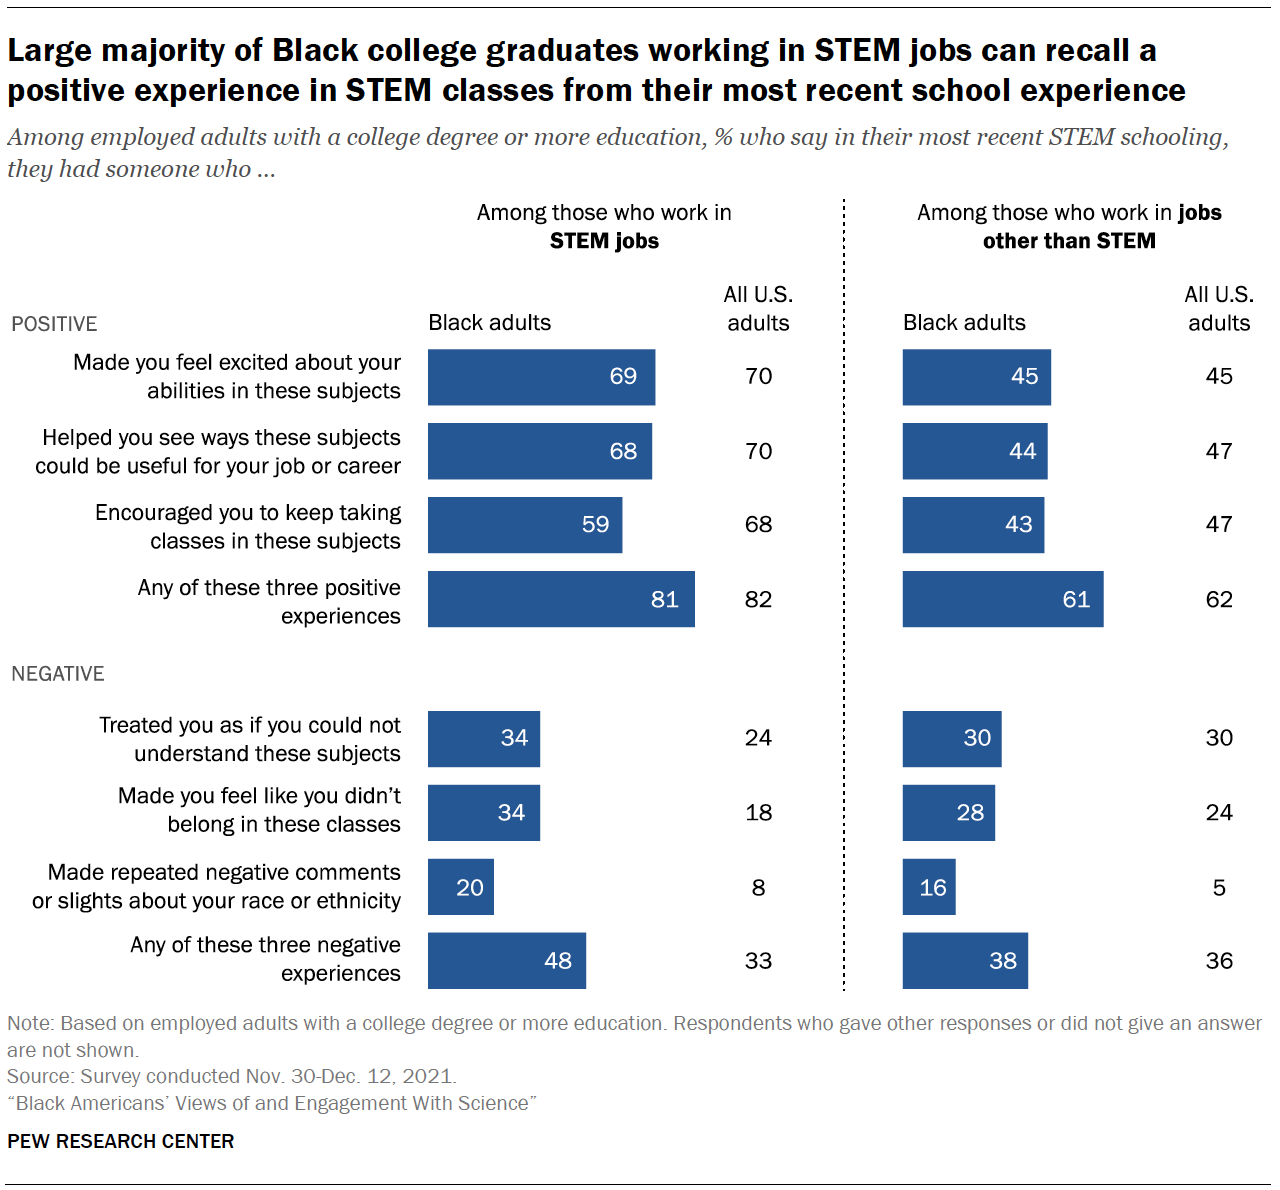 Large majority of Black college graduates working in STEM jobs can recall a
positive experience in STEM classes from their most recent school experience
Among employed adults with a college degree or more education, % who say in their most recent STEM schooling,
they had someone who ...
Among those who work in
STEM jobs
Among those who work in jobs
other than STEM
POSITIVE
Black adults
All U.S.
adults
Black adults
All U.S.
adults
Made you feel excited about your
abilities in these subjects
69 70 45 45
Helped you see ways these subjects
could be useful for your job or career
68 70 44 47
Encouraged you to keep taking
classes in these subjects
59 68 43 47
Any of these three positive
experiences
81 82 61 62
NEGATIVE
Treated you as if you could not
understand these subjects
34 24 30 30
Made you feel like you didn’t
belong in these classes
34 18 28 24
Made repeated negative comments
or slights about your race or ethnicity
20 8 16 5
Any of these three negative
experiences
48 33 38 36
Note: Based on employed adults with a college degree or more education. Respondents who gave other responses or did not give an answer
are not shown.
Source: Survey conducted Nov. 30-Dec. 12, 2021.
“Black Americans’ Views of and Engagement With Science”
PEW RESEARCH CENTER